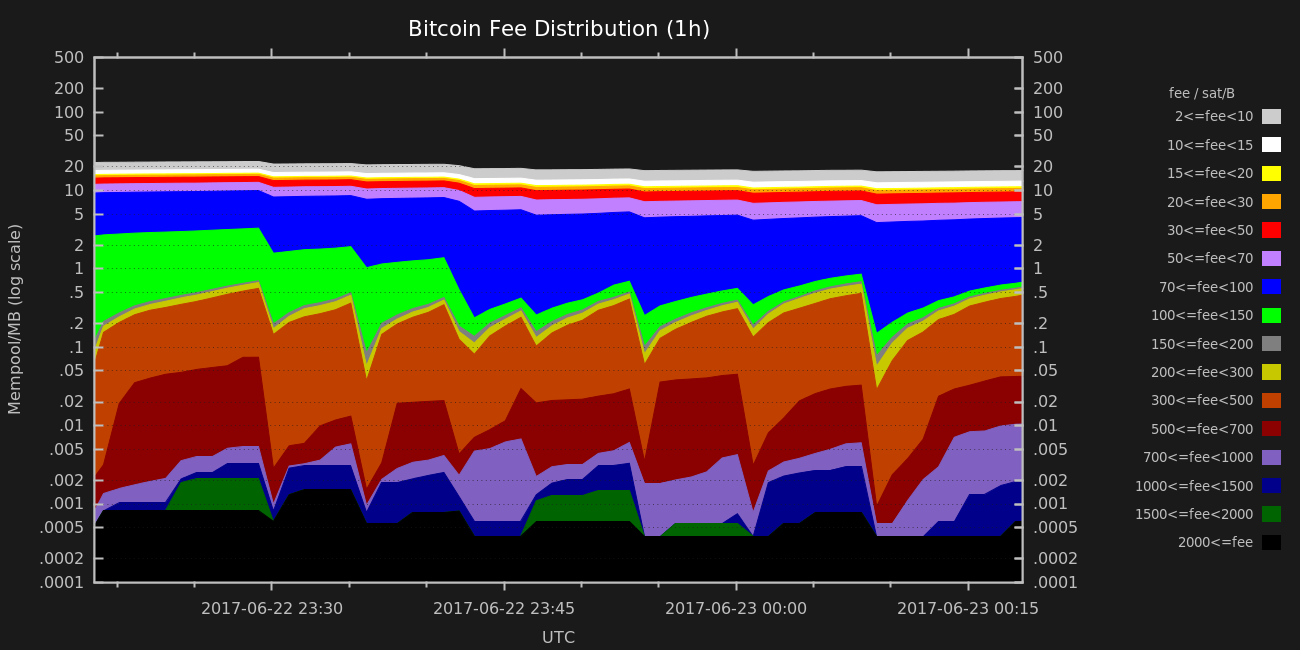 Bitcoin Fee Distribution (1h)
500
200
100
50
20
10
5
2
1
.5
.2
.1
.05
.02
.01
.005
.002
.001
.0005
.0002
.0001
Mempool/MB (log scale)
500
200
100
50
20
10
5
2
1
.5
.2
.1
.05
.02
.01
.005
.002
.001
.0005
.0002
.0001
2017-06-22 23:30 2017-06-22 23:45 2017-06-23 00:00 2017-06-23 00:15
UTC
fee / sat/B
2<=fee<10
10<=fee<15
15<=fee<20
20<=fee<30
30<=fee<50
50<=fee<70
70<=fee<100
100<=fee<150
150<=fee<200
200<=fee<300
300<=fee<500
500<=fee<700
700<=fee<1000
1000<=fee<1500
1500<=fee<2000
2000<=fee